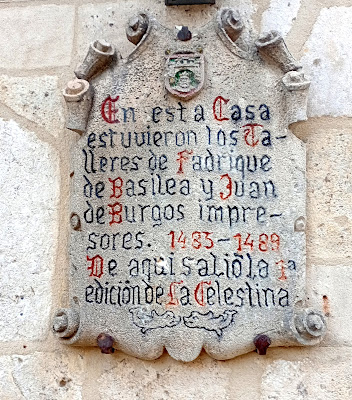 En esta Casa
estuvieron los Ta-
lleres de Fadrique
de Basilea y Juan
de Burgos impre-
sores. 1485-1489
De aqui salió la 1ª
edición de La Celestina